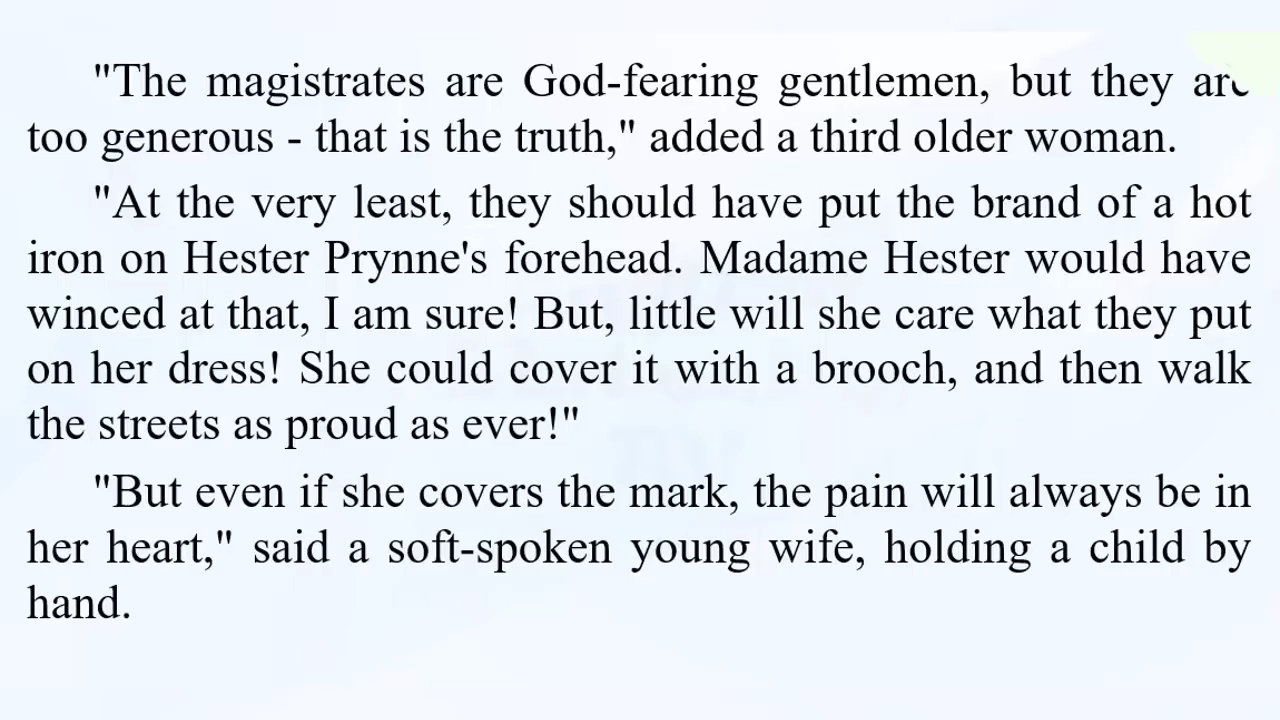 "The magistrates are God-fearing gentlemen, but they are
too generous - that is the truth," added a third older woman.
"At the very least, they should have put the brand of a hot
iron on Hester Prynne's forehead. Madame Hester would have
winced at that, I am sure! But, little will she care what they put
on her dress! She could cover it with a brooch, and then walk
the streets as proud as ever!"
"But even if she covers the mark, the pain will always be in
her heart," said a soft-spoken young wife, holding a child by
hand.